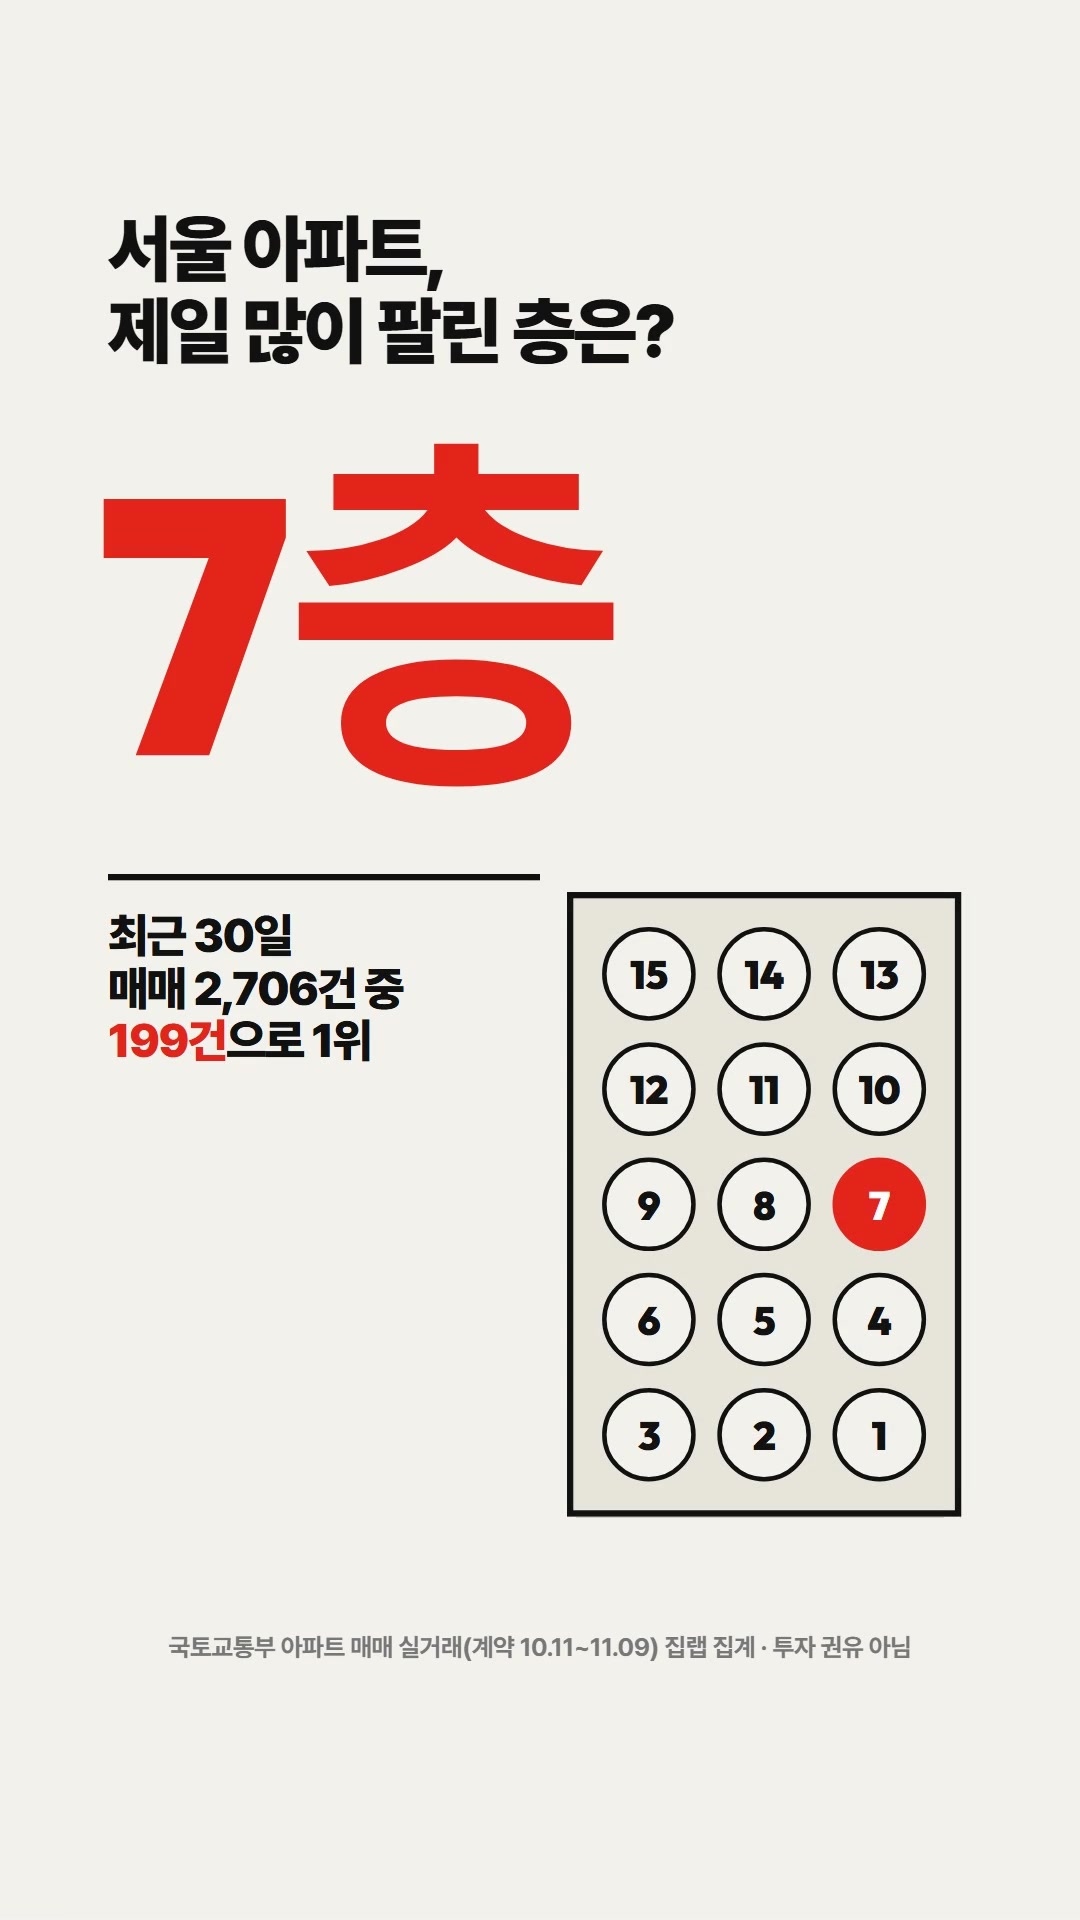 서울 아파트,
제일 많이 팔린 층은?
7층
최근 30일
매매 2,706건 중
199건으로 1위
15 14 13
12 11 10
9 8 7
6 5 4
3 2 1
국토교통부 아파트 매매 실거래(계약 10.11~11.09) 집랩 집계 · 투자 권유 아님